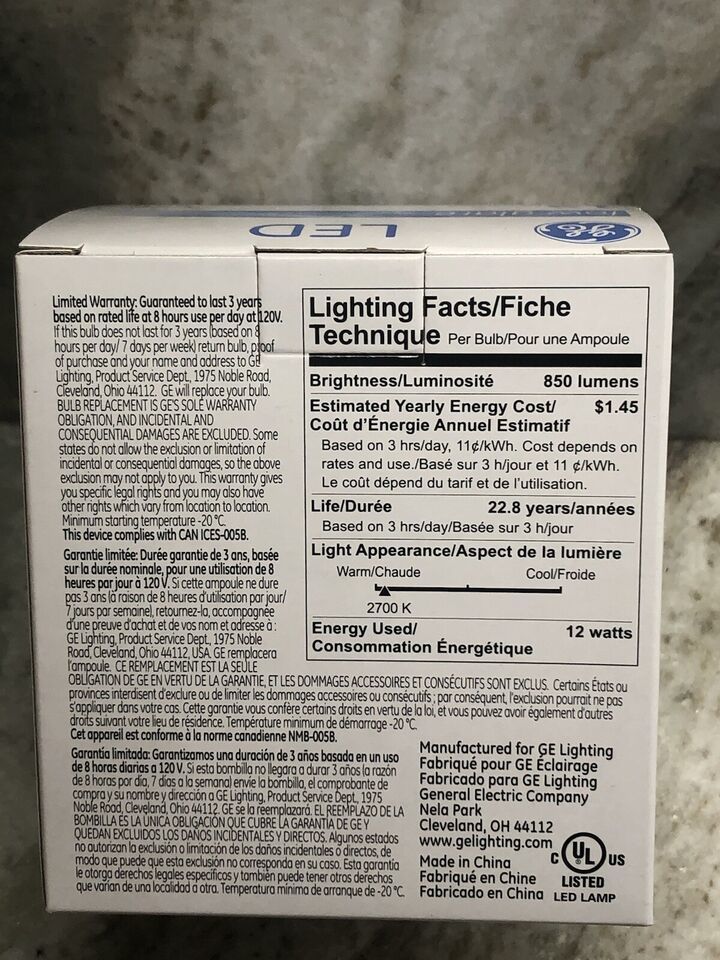 LED
GE
Limited Warranty: Guaranteed to last 3 years
based on rated life at 8 hours use per day at 120V.
If this bulb does not last for 3 years (based on 8
hours per day/ 7 days per week) return bulb, proof
of purchase and your name and address to GE
Lighting, Product Service Dept., 1975 Noble Road,
Cleveland, Ohio 44112. GE will replace your bulb.
BULB REPLACEMENT IS GE'S SOLE WARRANTY
OBLIGATION, AND INCIDENTAL AND
CONSEQUENTIAL DAMAGES ARE EXCLUDED. Some
states do not allow the exclusion or limitation of
incidental or consequential damages, so the above
exclusion may not apply to you. This warranty gives
you specific legal rights and you may also have
other rights which vary from location to location.
Minimum starting temperature -20 °C.
This device complies with CAN ICES-005B.
Garantie limitée: Durée garantie de 3 ans, basée
sur la durée nominale, pour une utilisation de 8
heures par jour à 120 V. Si cette ampoule ne dure
pas 3 ans (à raison de 8 heures d'utilisation par jour/
7 jours par semaine), retournez-la, accompagnée
d'une preuve d'achat et de vos nom et adresse à :
GE Lighting, Product Service Dept., 1975 Noble
Road, Cleveland, Ohio 44112, USA. GE remplacera
l'ampoule. CE REMPLACEMENT EST LA SEULE
OBLIGATION DE GE EN VERTU DE LA GARANTIE, ET LES DOMMAGES ACCESSOIRES ET CONSÉCUTIFS SONT EXCLUS. Certains États ou
provinces interdisent d'exclure ou de limiter les dommages accessoires ou consécutifs ; par conséquent, l'exclusion pourrait ne pas
s'appliquer dans votre cas. Cette garantie vous confère certains droits en vertu de la loi, et vous pouvez avoir également d'autres
droits suivant votre lieu de résidence. Température minimum de démarrage -20 °C.
Cet appareil est conforme à la norme canadienne NMB-005B.
Garantía limitada: Garantizamos una duración de 3 años basada en un uso
de 8 horas diarias a 120 V. Si esta bombilla no llegara a durar 3 años (a razón
de 8 horas por día, 7 días a la semana) envíe la bombilla, el comprobante de
compra y su nombre y dirección a GE Lighting, Product Service Dept., 1975
Noble Road, Cleveland, Ohio 44112. GE se la reemplazará. EL REEMPLAZO DE LA
BOMBILLA ES LA UNICA OBLIGACIÓN QUE CUBRE LA GARANTÍA DE GE Y
QUEDAN EXCLUIDOS LOS DAÑOS INCIDENTALES Y DIRECTOS. Algunos estados
no autorizan la exclusión o limitación de los daños incidentales o directos, de
modo que puede que esta exclusión no corresponda en su caso. Esta garantía
le otorga derechos legales específicos y también puede tener otros derechos
que varían de una localidad a otra. Temperatura mínima de arranque de -20 °C.
Lighting Facts/Fiche
Technique Per Bulb/Pour une Ampoule
Brightness/Luminosité 850 lumens
Estimated Yearly Energy Cost/ $1.45
Coût d'Énergie Annuel Estimatif
Based on 3 hrs/day, 11¢/kWh. Cost depends on
rates and use./Basé sur 3 h/jour et 11 ¢/kWh.
Le coût dépend du tarif et de l'utilisation.
Life/Durée 22.8 years/années
Based on 3 hrs/day/Basée sur 3 h/jour
Light Appearance/Aspect de la lumière
Warm/Chaude Cool/Froide
2700 K
Energy Used/ 12 watts
Consommation Énergétique
Manufactured for GE Lighting
Fabriqué pour GE Éclairage
Fabricado para GE Lighting
General Electric Company
Nela Park
Cleveland, OH 44112
www.gelighting.com
Made in China
Fabriqué en Chine
Fabricado en China
C UL US
LISTED
LED LAMP